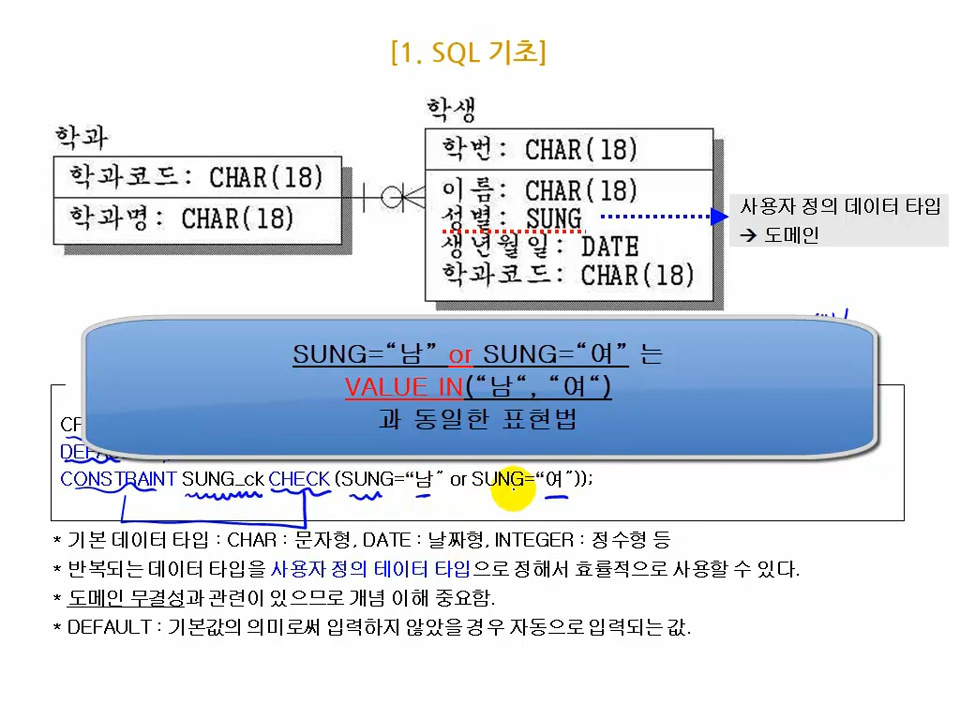 [1. SQL 기초]
학과
학과코드: CHAR(18)
학과명: CHAR(18)
학생
학번: CHAR(18)
이름: CHAR(18)
성별: SUNG
생년월일: DATE
학과코드: CHAR(18)
사용자 정의 데이터 타입
→ 도메인
SUNG=“남” or SUNG=“여” 는
VALUE IN(“남“, “여“)
과 동일한 표현법
CONSTRAINT SUNG_ck CHECK (SUNG=“남” or SUNG=“여”));
* 기본 데이터 타입 : CHAR : 문자형, DATE : 날짜형, INTEGER : 정수형 등
* 반복되는 데이터 타입을 사용자 정의 테이터 타입으로 정해서 효률적으로 사용할 수 있다.
* 도메인 무결성과 관련이 있으므로 개념 이해 중요함.
* DEFAULT : 기본값의 의미로써 입력하지 않았을 경우 자동으로 입력되는 값.